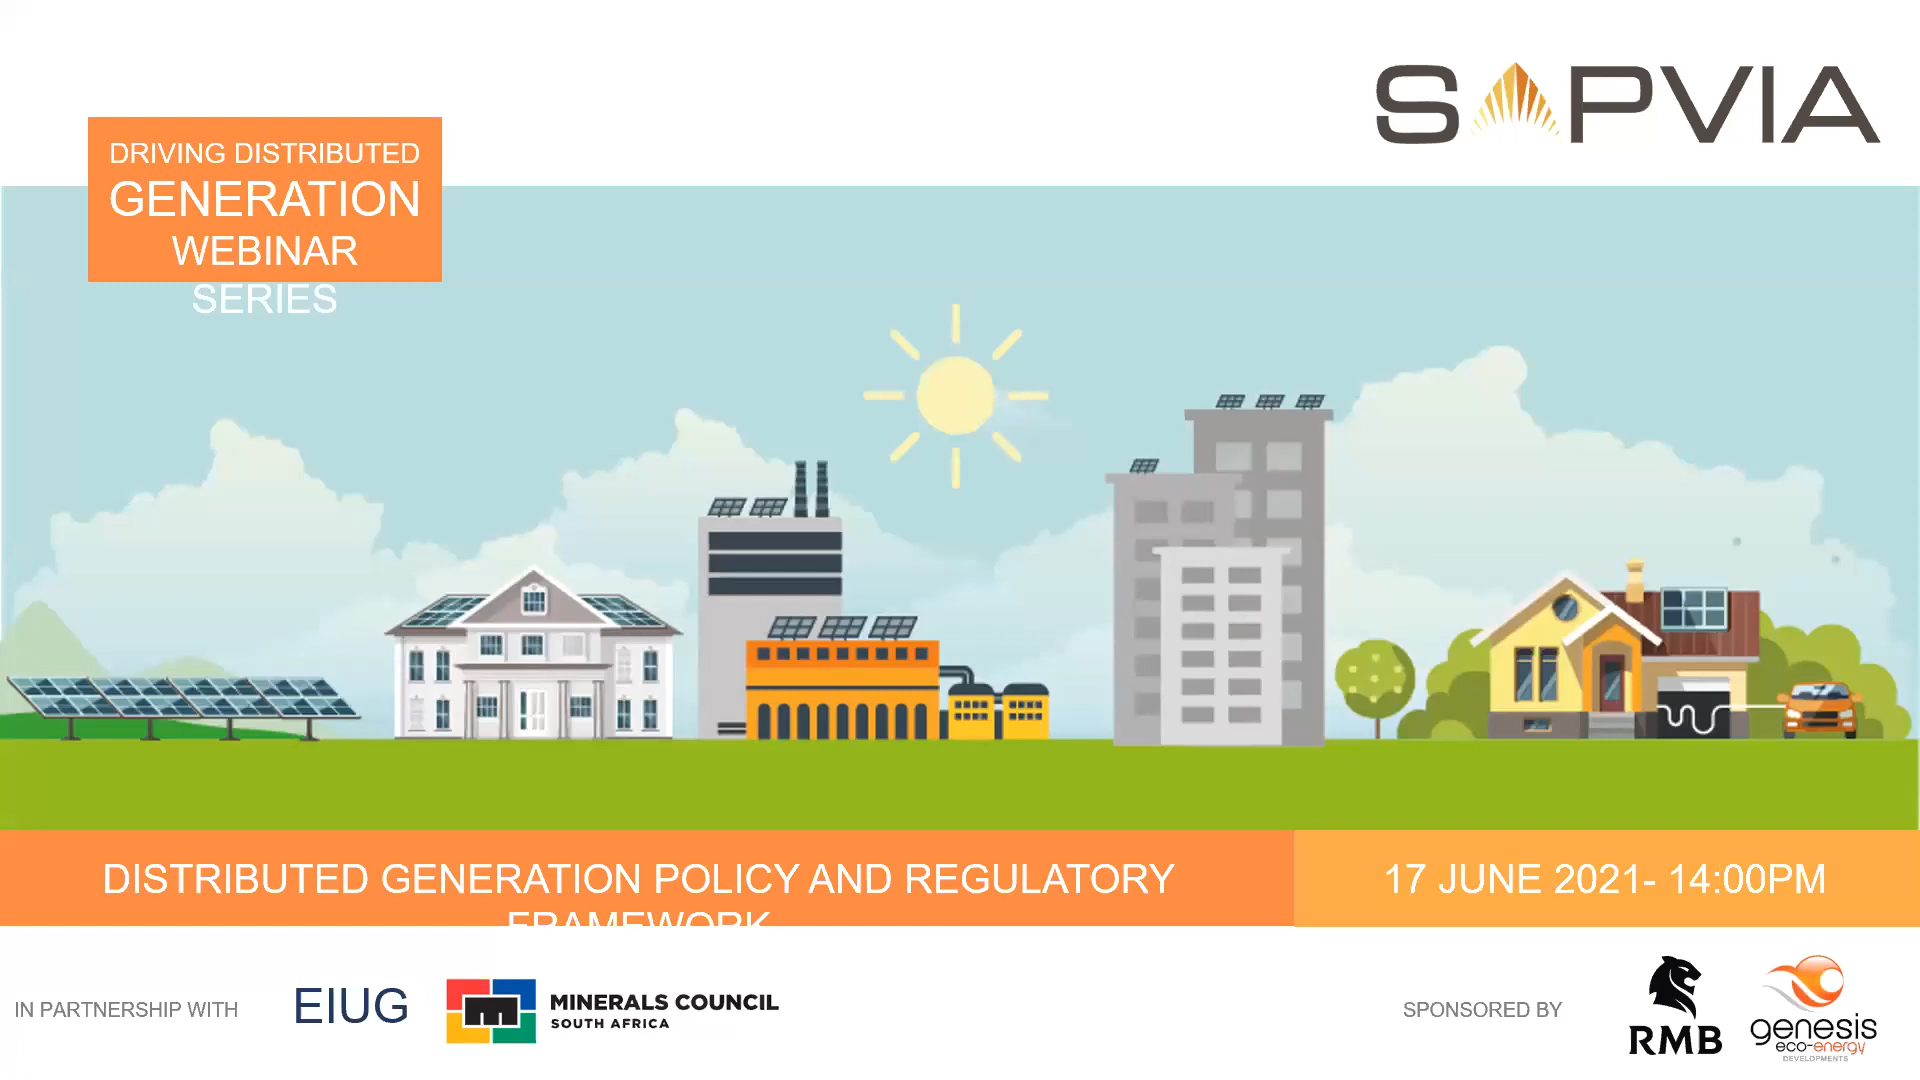 SAPVIA
DRIVING DISTRIBUTED
GENERATION
WEBINAR
SERIES
DISTRIBUTED GENERATION POLICY AND REGULATORY
FRAMEWORK
17 JUNE 2021- 14:00PM
IN PARTNERSHIP WITH
EIUG
MINERALS COUNCIL
SOUTH AFRICA
SPONSORED BY
RMB
genesis
eco-energy
DEVELOPMENTS